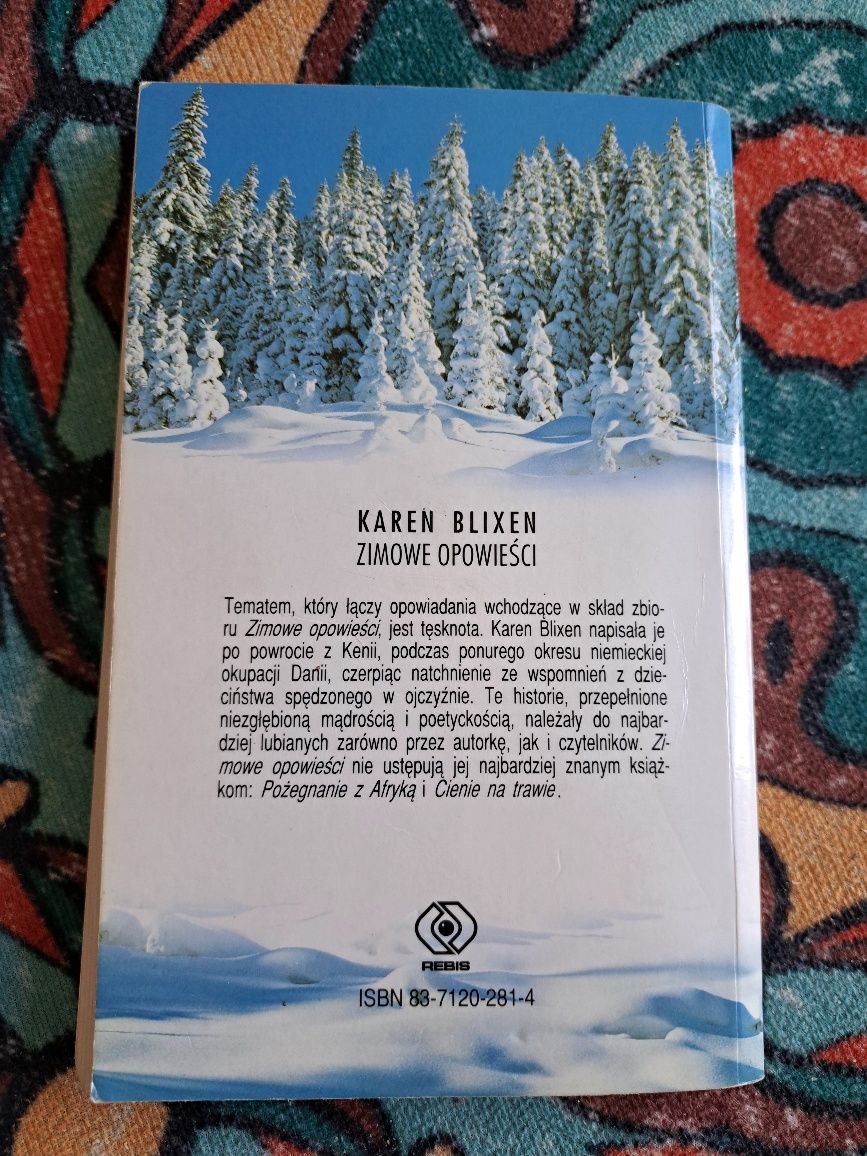 KAREN BLIXEN
ZIMOWE OPOWIEŚCI
Tematem, który łączy opowiadania wchodzące w skład zbio-
ru Zimowe opowieści, jest tęsknota. Karen Blixen napisała je
po powrocie z Kenii, podczas ponurego okresu niemieckiej
okupacji Danii, czerpiąc natchnienie ze wspomnień z dzie-
ciństwa spędzonego w ojczyźnie. Te historie, przepełnione
niezgłębioną mądrością i poetyckością, należały do najbar-
dziej lubianych zarówno przez autorkę, jak i czytelników. Zi-
mowe opowieści nie ustępują jej najbardziej znanym książ-
kom: Pożegnanie z Afryką i Cienie na trawie.
REBIS
ISBN 83-7120-281-4